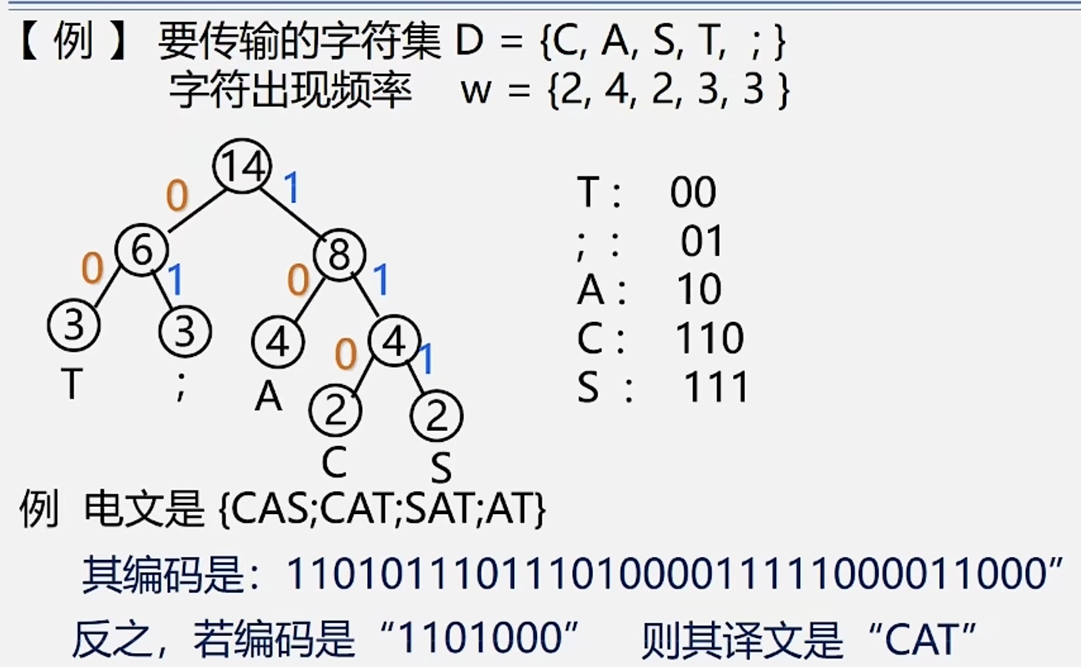 【 例 】 要传输的字符集 D = {C, A, S, T, ; }
字符出现频率 w = {2, 4, 2, 3, 3 }
14
0 1
6 8
0 1 0 1
3 3 4 4
0 1
T ; A 2 2
C S
T : 00
; : 01
A : 10
C : 110
S : 111
例 电文是 {CAS;CAT;SAT;AT}
其编码是：11010111011101000011111000011000”
反之，若编码是“1101000” 则其译文是“CAT”